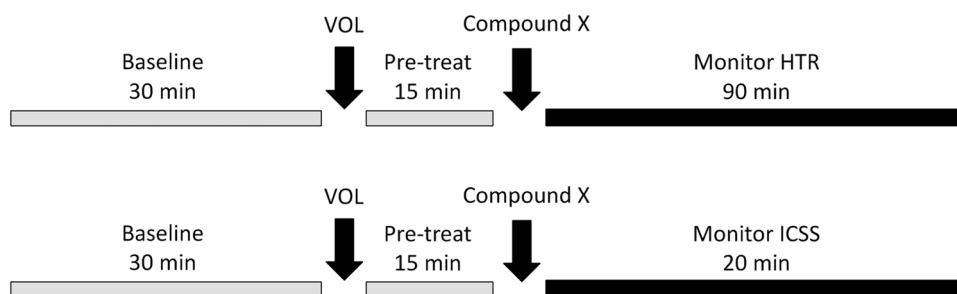 VOL Compound X
Baseline Pre-treat Monitor HTR
30 min 15 min 90 min
VOL Compound X
Baseline Pre-treat Monitor ICSS
30 min 15 min 20 min